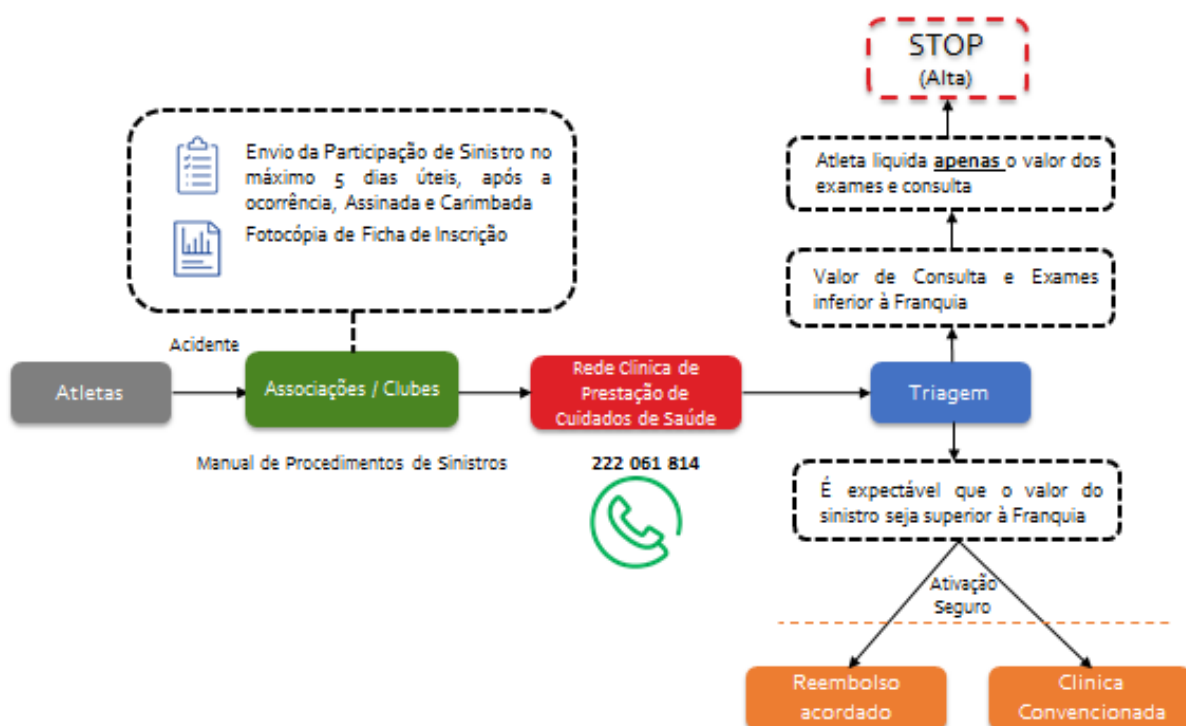 STOP
(Alta)
Envio da Participação de Sinistro no
máximo 5 dias úteis, após a
ocorrência, Assinada e Carimbada
Fotocópia de Ficha de Inscrição
Atleta liquida apenas o valor dos
exames e consulta
Valor de Consulta e Exames
inferior à Franquia
Acidente
Atletas
Associações / Clubes
Rede Clinica de
Prestação de
Cuidados de Saúde
Triagem
Manual de Procedimentos de Sinistros
222 061 814
É expectável que o valor do
sinistro seja superior à Franquia
Ativação
Seguro
Reembolso
acordado
Clinica
Convencionada